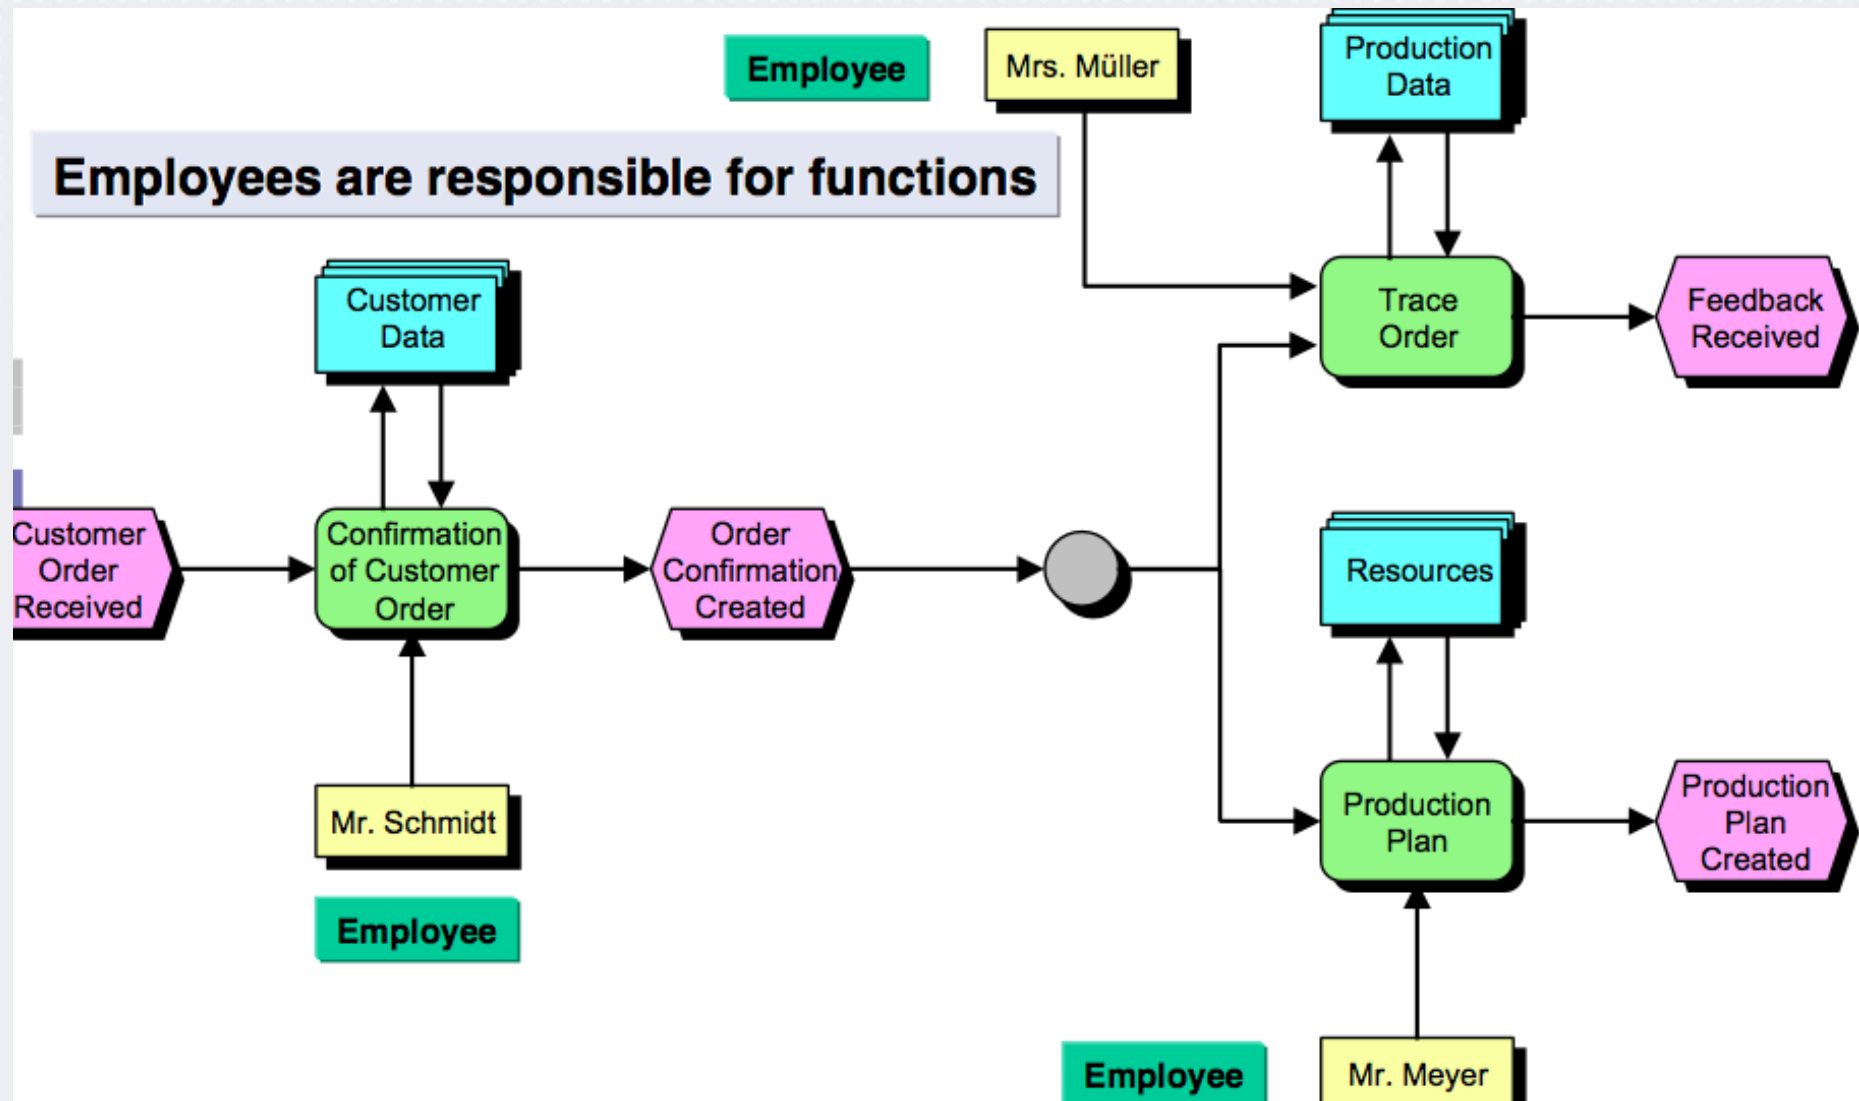 Employee
Mrs. Müller
Production
Data
Employees are responsible for functions
Customer
Data
Trace
Order
Feedback
Received
Customer
Order
Received
Confirmation
of Customer
Order
Order
Confirmation
Created
Resources
Mr. Schmidt
Production
Plan
Production
Plan
Created
Employee
Employee
Mr. Meyer